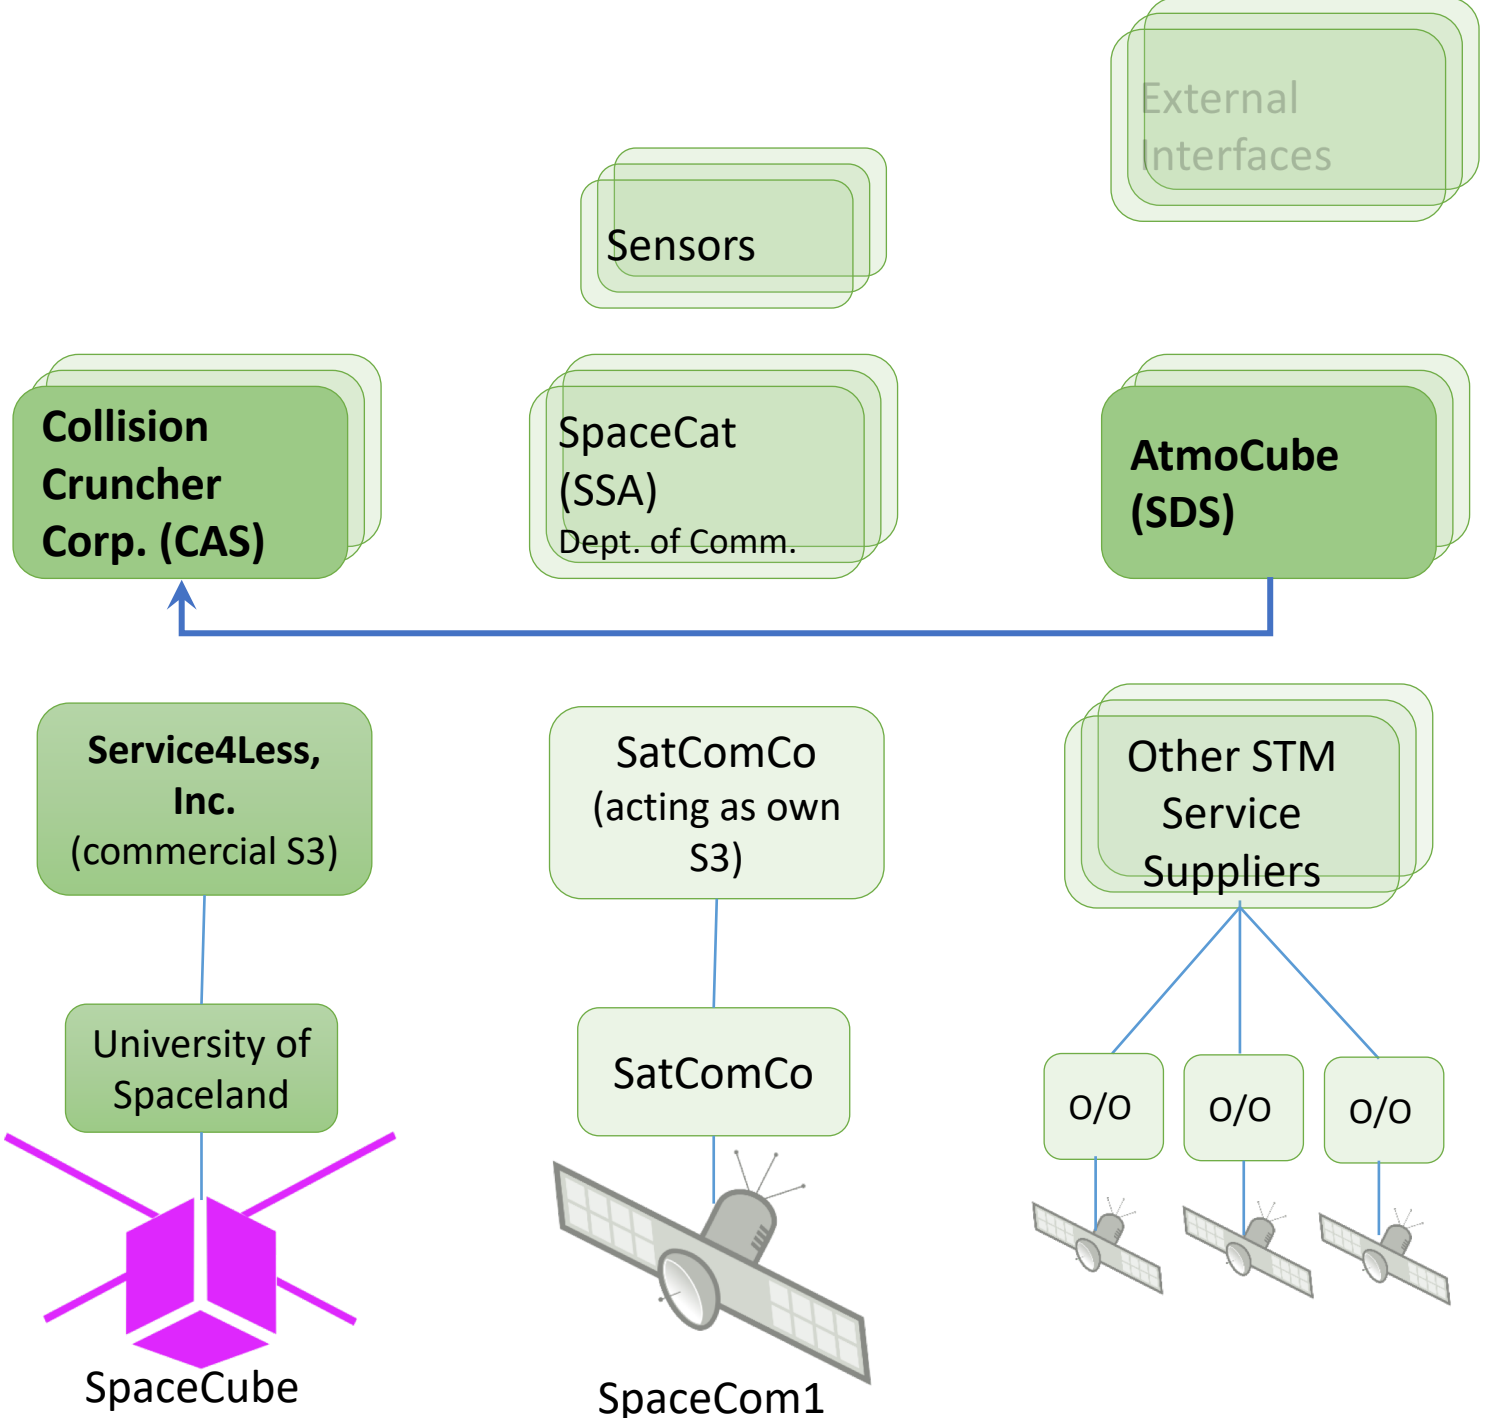 External
Interfaces
Sensors
Collision
Cruncher
Corp. (CAS)
SpaceCat
(SSA)
Dept. of Comm.
AtmoCube
(SDS)
Service4Less,
Inc.
(commercial S3)
SatComCo
(acting as own
S3)
Other STM
Service
Suppliers
University of
Spaceland
SatComCo
O/O
O/O
O/O
SpaceCube
SpaceCom1